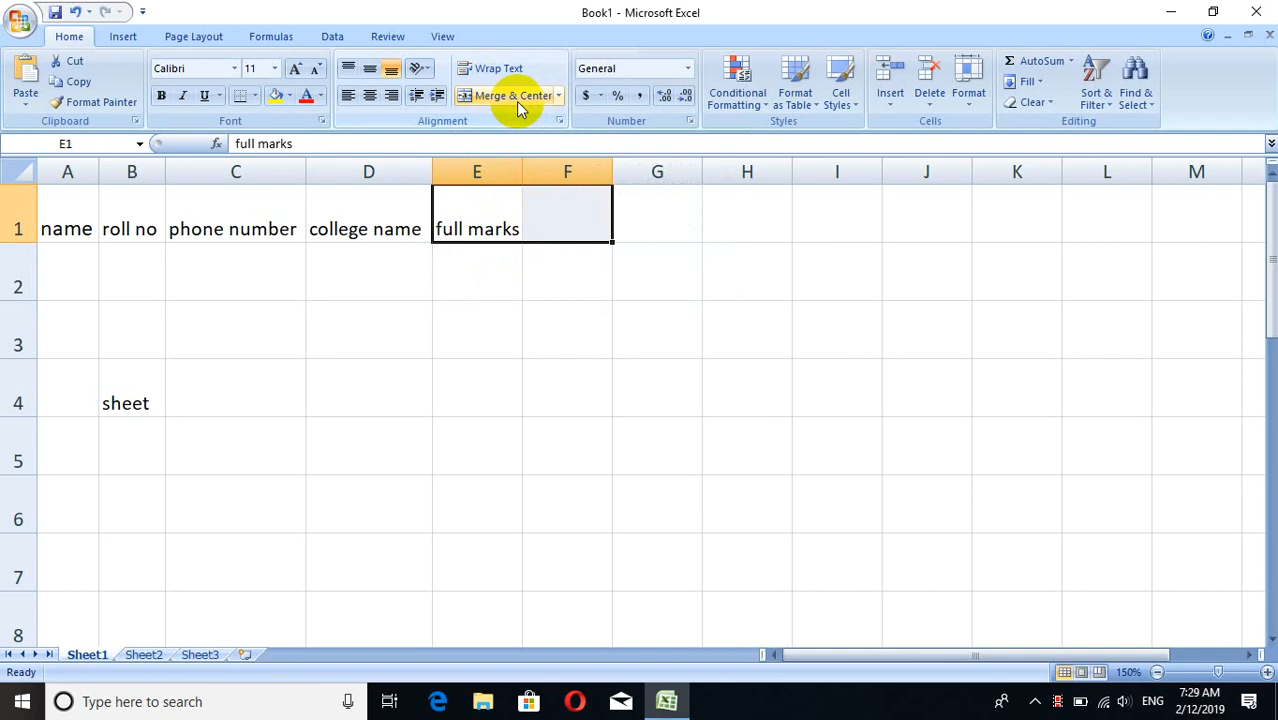 Book1 - Microsoft Excel
Home Insert Page Layout Formulas Data Review View
Paste Cut Copy Format Painter
Clipboard
Calibri 11
B I U A A A
Font
Wrap Text
Merge & Center
Alignment
General
$ % ,
Number
Conditional Formatting Format as Table Cell Styles
Styles
Insert Delete Format
Cells
Σ AutoSum
Fill
Clear
Sort & Filter Find & Select
Editing
E1 fx full marks
A B C D E F G H I J K L M
1 name roll no phone number college name full marks
2
3
4 sheet
5
6
7
8
Sheet1 Sheet2 Sheet3
Ready 150%
Type here to search
ENG
7:29 AM
2/12/2019